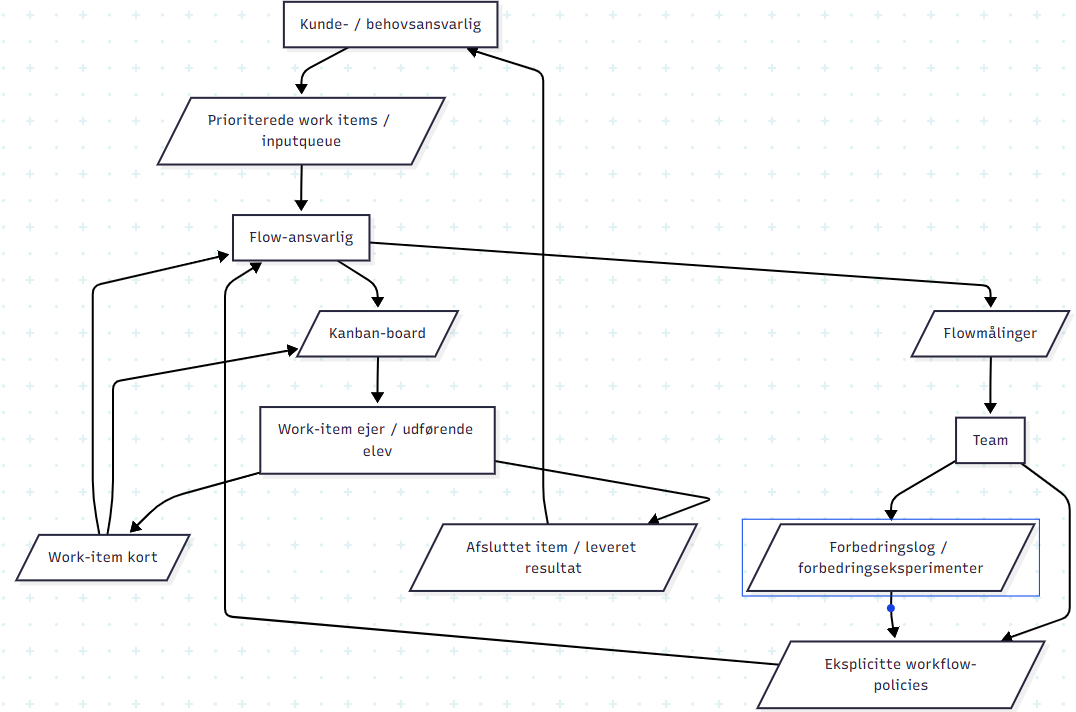 Kunde- / behovsansvarlig
Prioriterede work items /
inputqueue
Flow-ansvarlig
Kanban-board
Flowmålinger
Work-item ejer / udførende
elev
Team
Work-item kort
Afsluttet item / leveret
resultat
Forbedringslog /
forbedringseksperimenter
Eksplicitte workflow-
policies